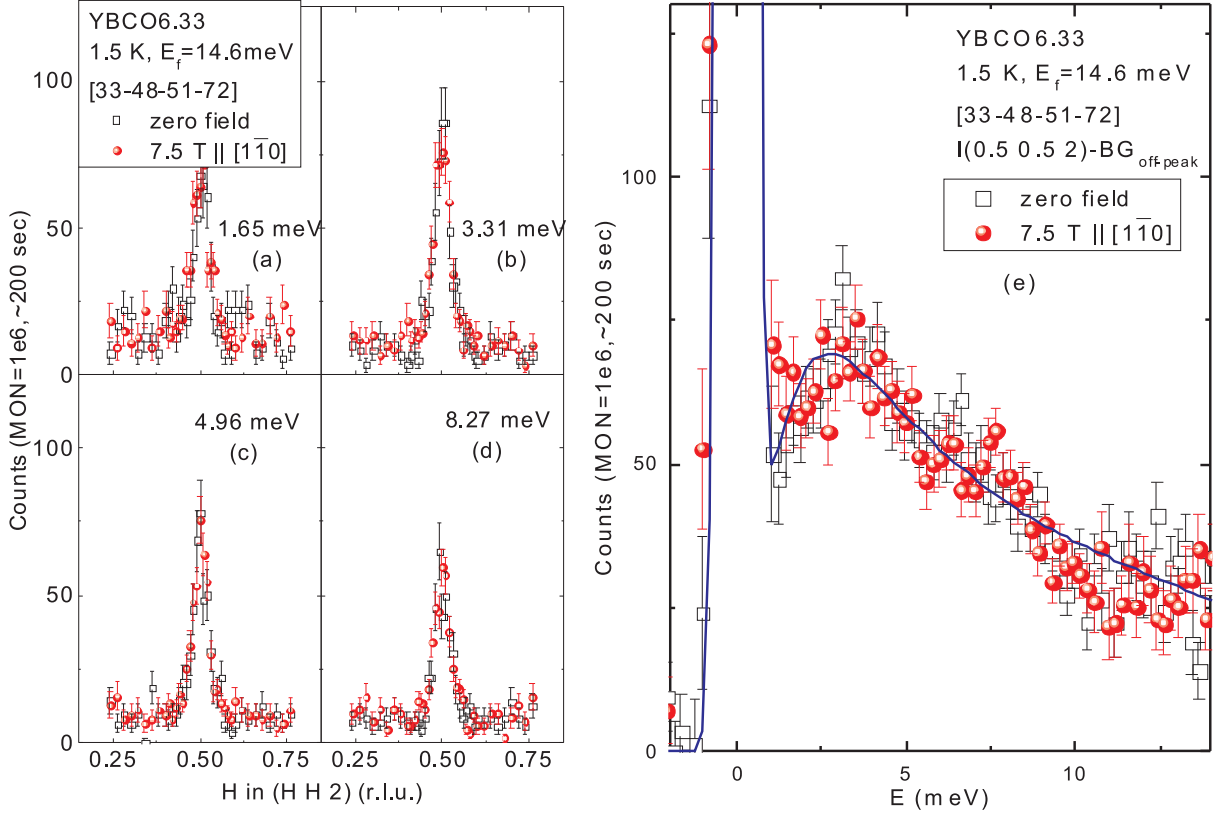 YBCO6.33
1.5 K, E_f=14.6meV
[33-48-51-72]
zero field
7.5 T || [11̅0]
100
50
0
1.65 meV
(a)
3.31 meV
(b)
100
50
0
4.96 meV
(c)
8.27 meV
(d)
0.25 0.50 0.75 0.25 0.50 0.75
H in (H H 2) (r.l.u.)
Counts (MON=1e6,~200 sec)
YBCO6.33
1.5 K, E_f=14.6 meV
[33-48-51-72]
I(0.5 0.5 2)-BG_off-peak
zero field
7.5 T || [11̅0]
(e)
100
50
0
0 5 10
E (meV)
Counts (MON=1e6,~200 sec)